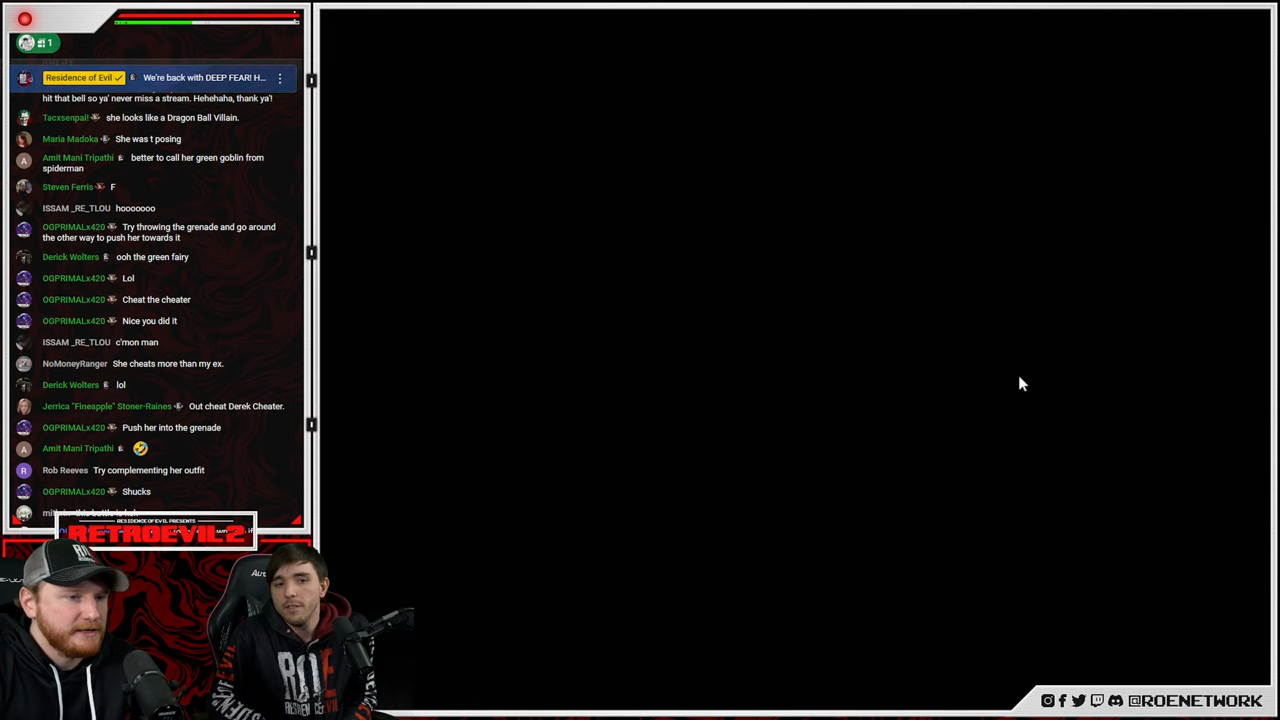 1
Residence of Evil We're back with DEEP FEAR! H...
hit that bell so ya' never miss a stream. Hehehaha, thank ya'!
Tacxsenpai! she looks like a Dragon Ball Villain.
Maria Madoka She was t posing
Amit Mani Tripathi better to call her green goblin from
spiderman
Steven Ferris F
ISSAM _RE_TLOU hooooooo
OGPRIMALx420 Try throwing the grenade and go around
the other way to push her towards it
Derick Wolters ooh the green fairy
OGPRIMALx420 Lol
OGPRIMALx420 Cheat the cheater
OGPRIMALx420 Nice you did it
ISSAM _RE_TLOU c'mon man
NoMoneyRanger She cheats more than my ex.
Derick Wolters lol
Jerrica "Fineapple" Stoner-Raines Out cheat Derek Cheater.
OGPRIMALx420 Push her into the grenade
Amit Mani Tripathi 🤣
Rob Reeves Try complementing her outfit
OGPRIMALx420 Shucks
RESIDENCE OF EVIL PRESENTS
RETROEVIL 2
@ROENETWORK